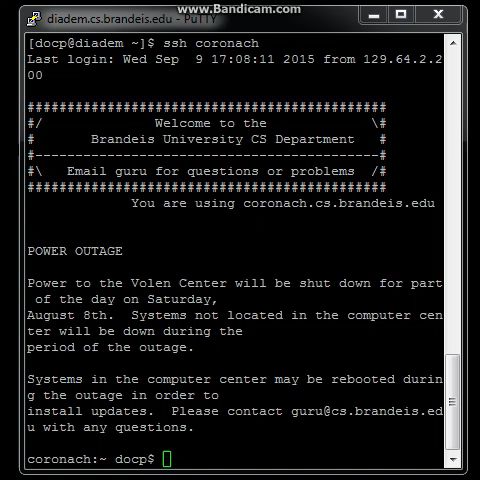 www.Bandicam.com
diadem.cs.brandeis.edu - PuTTY
[docp@diadem ~]$ ssh coronach
Last login: Wed Sep  9 17:08:11 2015 from 129.64.2.2
00
#############################################
#/              Welcome to the             \#
#       Brandeis University CS Department   #
#-------------------------------------------#
#\    Email guru for questions or problems  /#
#############################################
You are using coronach.cs.brandeis.edu
POWER OUTAGE
Power to the Volen Center will be shut down for part
 of the day on Saturday,
August 8th.  Systems not located in the computer cen
ter will be down during the
period of the outage.
Systems in the computer center may be rebooted durin
g the outage in order to
install updates.  Please contact guru@cs.brandeis.ed
u with any questions.
coronach:~ docp$